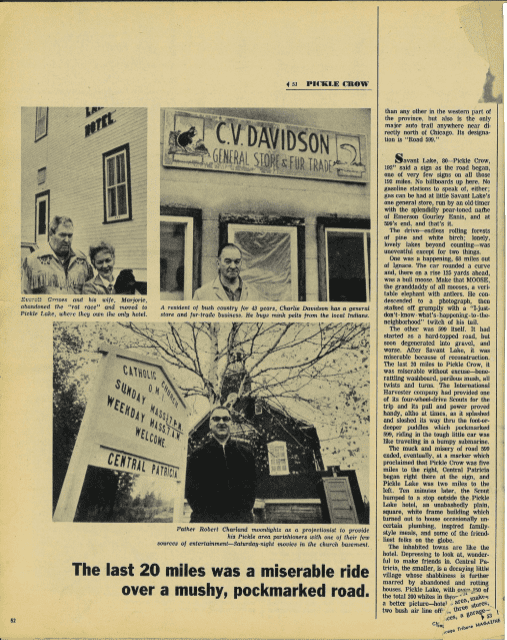 ◀ 51 PICKLE CROW
HOTEL
C.V. DAVIDSON
GENERAL STORE & FUR TRADE
Everett Greaes and his wife, Marjorie,
abandoned the "rat race" and moved to
Pickle Lake, where they own the only hotel.
A resident of bush country for 42 years, Charlie Davidson has a general
store and fur-trade business. He buys mink pelts from the local Indians.
CATHOLIC CHURCH
SUNDAY MASS
WEEKDAY MASS 7 A.M.
WELCOME.
CENTRAL PATRICIA
Father Robert Charland moonlights as a projectionist to provide
his Pickle area parishioners with one of their few
sources of entertainment—Saturday-night movies in the church basement.
The last 20 miles was a miserable ride
over a mushy, pockmarked road.
52
than any other in the western part of
the province, but also is the only
major auto trail anywhere near di-
rectly north of Chicago. Its designa-
tion is "Road 599."
Savant Lake, 80—Pickle Crow,
192" said a sign as the road began,
one of very few signs on all those
192 miles. No billboards up here. No
gasoline stations to speak of, either;
gas can be had at little Savant Lake's
one general store, run by an old timer
with the splendidly pear-tuned name
of Emerson Gourlay Ennis, and at
599's end, and that's it.
The drive—endless rolling forests
of pine and white birch; lonely,
lovely lakes beyond counting—was
uneventful except for two things.
One was a happening, 65 miles out
of Ignace. The car rounded a curve
and, there on a rise 125 yards ahead,
was a bull moose. Make that MOOSE,
the granddaddy of all mooses, a veri-
table elephant with antlers. He con-
descended to a photograph, then
stalked off grumpily with a "I-just-
don't-know-what's-happening-to-the-
neighborhood" twitch of his tail.
The other was 599 itself. It had
started as a hard-topped road, but
soon degenerated into gravel, and
worse. After Savant Lake, it was
miserable because of reconstruction.
The last 20 miles to Pickle Crow, it
was miserable without excuse—bone-
rattling washboard, perilous musk, all
twists and turns. The International
Harvester company had provided one
of its four-wheel-drive Scouts for the
trip and its pull and power proved
handy, altho at times, as it splashed
and sloshed its way thru the foot-or-
deeper puddles which pockmarked
599, riding in the tough little car was
like traveling in a bumpy submarine.
The muck and misery of road 599
ended, eventually, at a marker which
proclaimed that Pickle Crow was five
miles to the right, Central Patricia
began right there at the sign, and
Pickle Lake was two miles to the
left. Ten minutes later, the Scout
bumped to a stop outside the Pickle
Lake hotel, an unabashedly plain,
square, white frame building which
turned out to house occasionally un-
certain plumbing, inspired family-
style meals, and some of the friend-
liest folks on the globe.
The inhabited towns are like the
hotel. Depressing to look at, wonder-
ful to make friends in. Central Pa-
tricia, the smaller, is a decaying little
village whose shabbiness is further
marred by abandoned and rotting
houses. Pickle Lake, with 250 of
the total 300 whites in the area, makes
a better picture—hotel, three stores,
two bush air line offices, a garage—
51